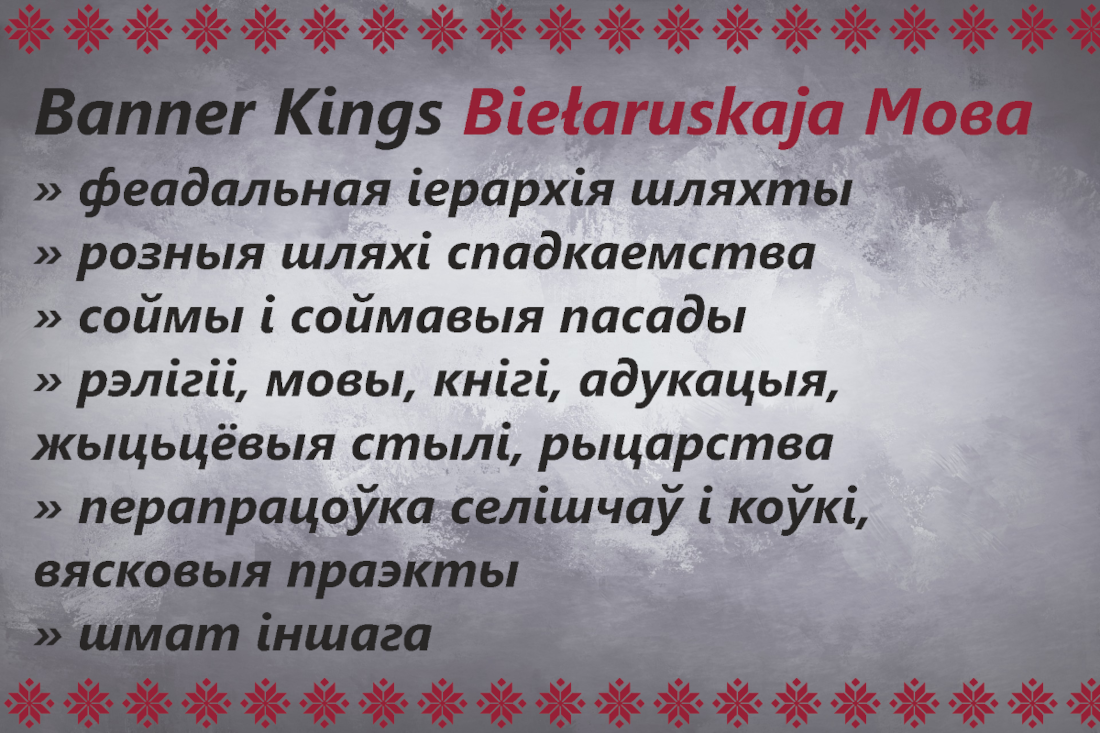 Banner Kings Biełaruskaja Мова
» феадальная іерархія шляхты
» розныя шляхі спадкаемства
» соймы і соймавыя пасады
» рэлігіі, мовы, кнігі, адукацыя,
жыцьцёвыя стылі, рыцарства
» перапрацоўка селішчаў і коўкі,
вясковыя праэкты
» шмат іншага